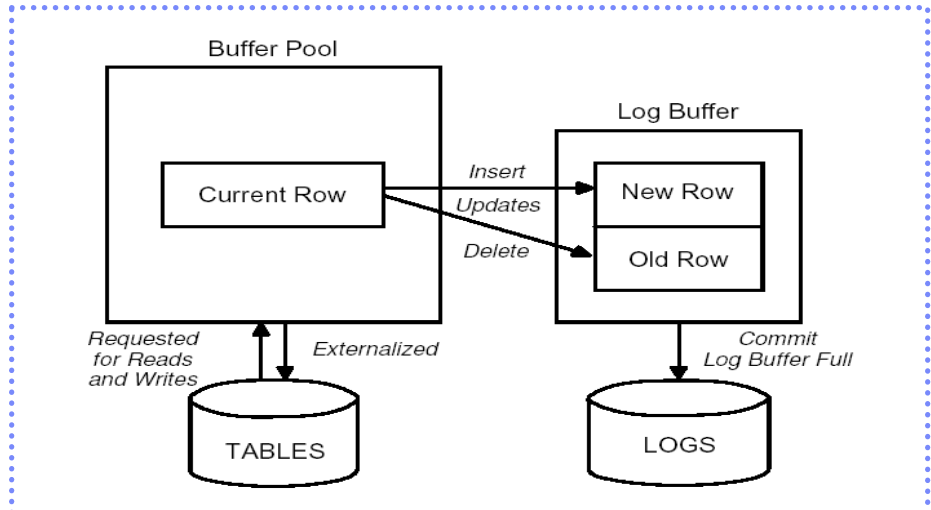 Buffer Pool
Log Buffer
Current Row
Insert
Updates
Delete
New Row
Old Row
Requested
for Reads
and Writes
Externalized
Commit
Log Buffer Full
TABLES
LOGS